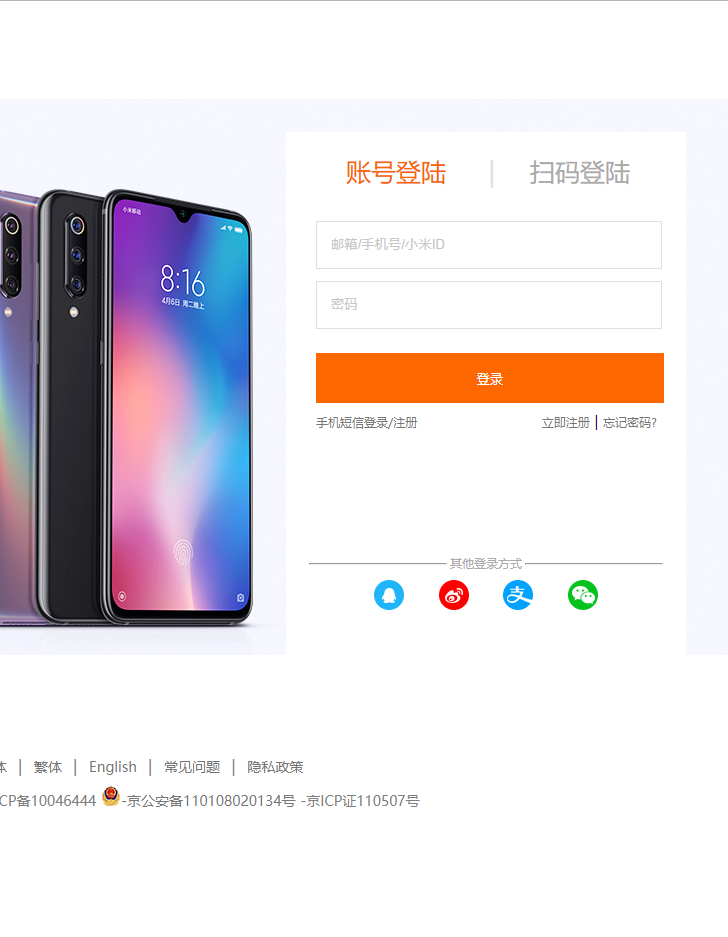 账号登陆 | 扫码登陆
小米移动
8:16
4月6日 周二晚上
邮箱/手机号/小米ID
密码
登录
手机短信登录/注册 立即注册 | 忘记密码?
其他登录方式
体 | 繁体 | English | 常见问题 | 隐私政策
CP备10046444 -京公安备110108020134号 -京ICP证110507号